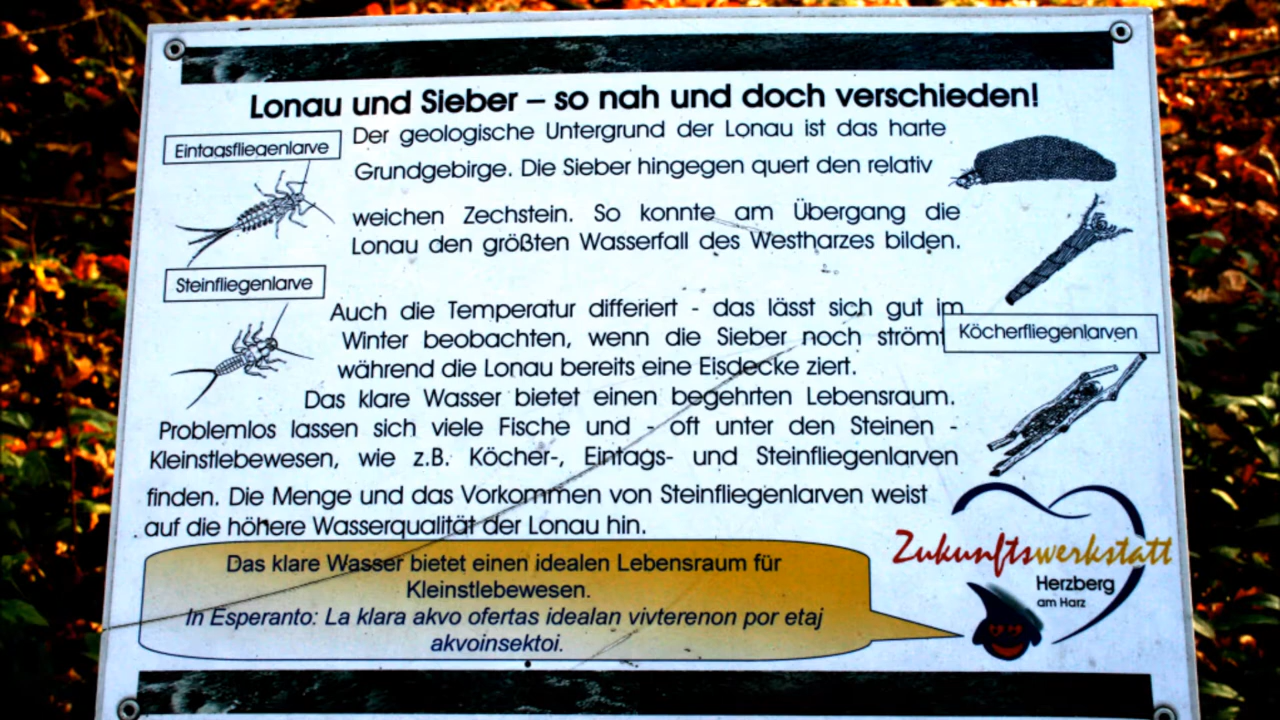 Lonau und Sieber – so nah und doch verschieden!
Eintagsfliegenlarve
Der geologische Untergrund der Lonau ist das harte
Grundgebirge. Die Sieber hingegen quert den relativ
weichen Zechstein. So konnte am Übergang die
Lonau den größten Wasserfall des Westharzes bilden.
Steinfliegenlarve
Auch die Temperatur differiert - das lässt sich gut im
Winter beobachten, wenn die Sieber noch strömt
während die Lonau bereits eine Eisdecke ziert.
Köcherfliegenlarven
Das klare Wasser bietet einen begehrten Lebensraum.
Problemlos lassen sich viele Fische und - oft unter den Steinen -
Kleinstlebewesen, wie z.B. Köcher-, Eintags- und Steinfliegenlarven
finden. Die Menge und das Vorkommen von Steinfliegenlarven weist
auf die höhere Wasserqualität der Lonau hin.
Das klare Wasser bietet einen idealen Lebensraum für
Kleinstlebewesen.
In Esperanto: La klara akvo ofertas idealan vivterenon por etaj
akvoinsektoi.
Zukunftswerkstatt
Herzberg
am Harz